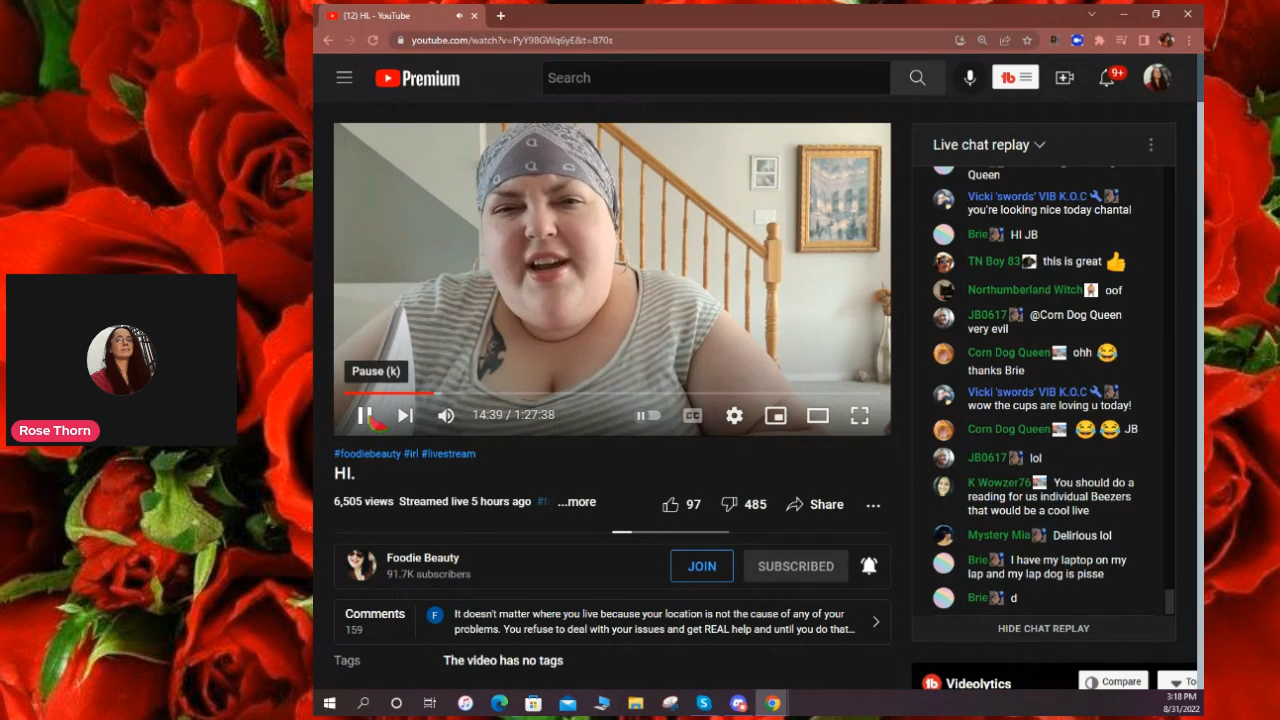 (12) HI. - YouTube
youtube.com/watch?v=PyY98GWq6yE&t=870s
Premium
Search
9+
Live chat replay
Queen
Vicki 'swords' VIB K.O.C
you're looking nice today chantal
Brie HI JB
TN Boy 83 this is great
Northumberland Witch oof
JB0617 @Corn Dog Queen
very evil
Corn Dog Queen ohh
thanks Brie
Vicki 'swords' VIB K.O.C
wow the cups are loving u today!
Corn Dog Queen JB
JB0617 lol
K Wowzer76 You should do a
reading for us individual Beezers
that would be a cool live
Mystery Mia Delirious lol
Brie I have my laptop on my
lap and my lap dog is pisse
Brie d
HIDE CHAT REPLAY
Pause (k)
14:39 / 1:27:38
CC
#foodiebeauty #irl #livestream
HI.
6,505 views Streamed live 5 hours ago ...more
97 485 Share
Foodie Beauty
91.7K subscribers
JOIN
SUBSCRIBED
Comments
159
F
It doesn't matter where you live because your location is not the cause of any of your
problems. You refuse to deal with your issues and get REAL help and until you do that...
Tags
The video has no tags
tb Videolytics
Compare
To
3:18 PM
8/31/2022
Rose Thorn